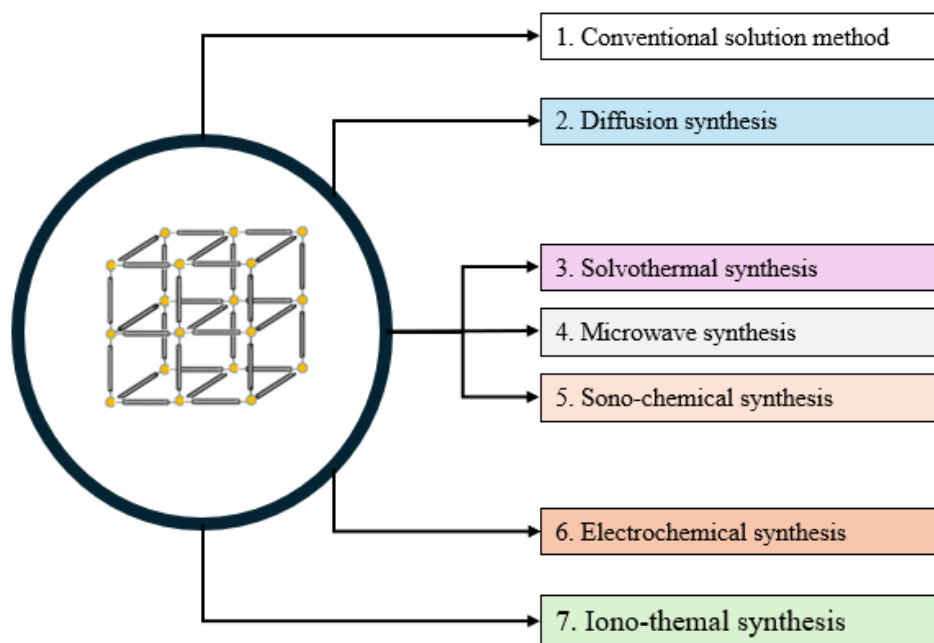 1. Conventional solution method
2. Diffusion synthesis
3. Solvothermal synthesis
4. Microwave synthesis
5. Sono-chemical synthesis
6. Electrochemical synthesis
7. Iono-themal synthesis